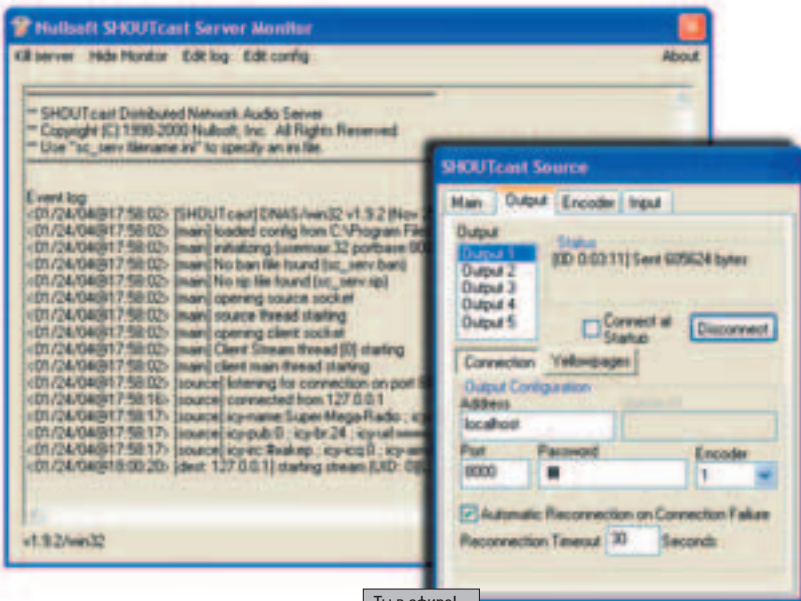 Nullsoft SHOUTcast Server Monitor
Kill server Hide Monitor Edit log Edit config About
** SHOUTcast Distributed Network Audio Server
** Copyright (C) 1998-2000 Nullsoft, Inc. All Rights Reserved.
** Use "sc_serv filename.ini" to specify an ini file.
Event log
<01/24/04@17:58:02> [SHOUTcast] DNAS/win32 v1.9.2 (Nov 2
<01/24/04@17:58:02> [main] loaded config from C:\Program File
<01/24/04@17:58:02> [main] initializing (usermax:32 portbase:800
<01/24/04@17:58:02> [main] No ban file found (sc_serv.ban)
<01/24/04@17:58:02> [main] No rip file found (sc_serv.rip)
<01/24/04@17:58:02> [main] opening source socket
<01/24/04@17:58:02> [main] source thread starting
<01/24/04@17:58:02> [main] opening client socket
<01/24/04@17:58:02> [main] Client Stream thread [0] starting
<01/24/04@17:58:02> [main] client main thread starting
<01/24/04@17:58:02> [source] listening for connection on port 8
<01/24/04@17:58:16> [source] connected from 127.0.0.1
<01/24/04@17:58:17> [source] icy-name:Super-Mega-Radio ; icy
<01/24/04@17:58:17> [source] icy-pub:0 ; icy-br:24 ; icy-url
<01/24/04@17:58:17> [source] icy-irc: ; icy-icq:0 ; icy-aim
<01/24/04@18:00:20> [dest: 127.0.0.1] starting stream (UID: 0)
v1.9.2/win32
SHOUTcast Source
Main Output Encoder Input
Output
Output 1
Output 2
Output 3
Output 4
Output 5
Status
[0D: 0:03:11] Sent 605624 bytes
Connect at Startup
Disconnect
Connection Yellowpages
Output Configuration
Address
localhost
Port Password Encoder
8000 1
Automatic Reconnection on Connection Failure
Reconnection Timeout 30 Seconds
Ты в эфире!